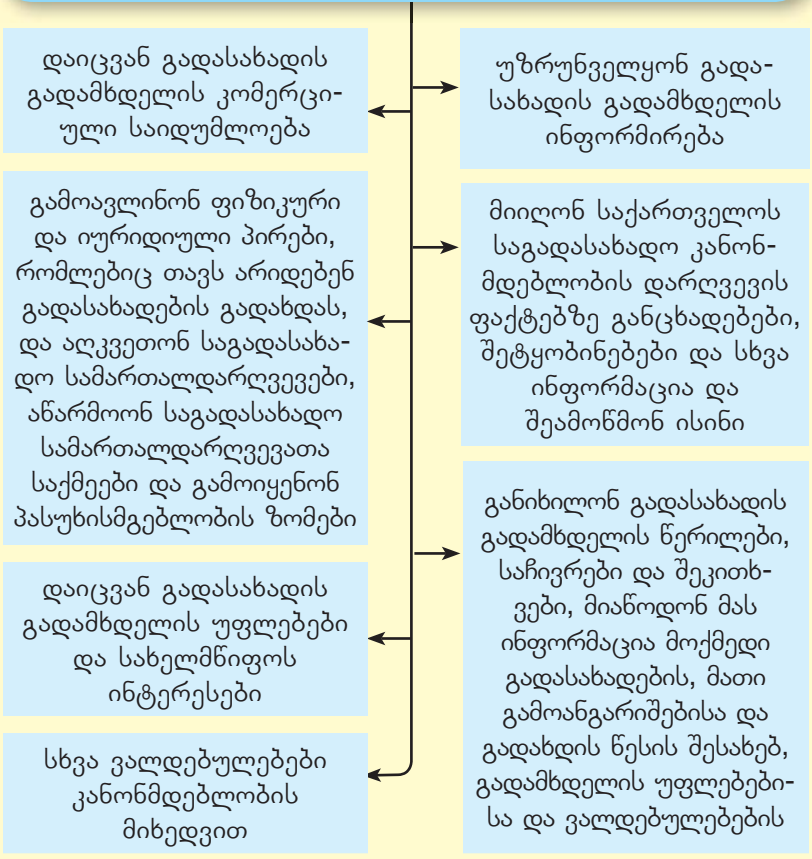 დაიცვან გადასახადის
გადამხდელის კომერცი-
ული საიდუმლოება
გამოავლინონ ფიზიკური
და იურიდიული პირები,
რომლებიც თავს არიდებენ
გადასახადების გადახდას,
და აღკვეთონ საგადასახა-
დო სამართალდარღვევები,
აწარმოონ საგადასახადო
სამართალდარღვევათა
საქმეები და გამოიყენონ
პასუხისმგებლობის ზომები
დაიცვან გადასახადის
გადამხდელის უფლებები
და სახელმწიფოს
ინტერესები
სხვა ვალდებულებები
კანონმდებლობის
მიხედვით
უზრუნველყონ გადა-
სახადის გადამხდელის
ინფორმირება
მიიღონ საქართველოს
საგადასახადო კანონ-
მდებლობის დარღვევის
ფაქტებზე განცხადებები,
შეტყობინებები და სხვა
ინფორმაცია და
შეამოწმონ ისინი
განიხილონ გადასახადის
გადამხდელის წერილები,
საჩივრები და შეკითხ-
ვები, მიაწოდონ მას
ინფორმაცია მოქმედი
გადასახადების, მათი
გამოანგარიშებისა და
გადახდის წესის შესახებ,
გადამხდელის უფლებები-
სა და ვალდებულებების